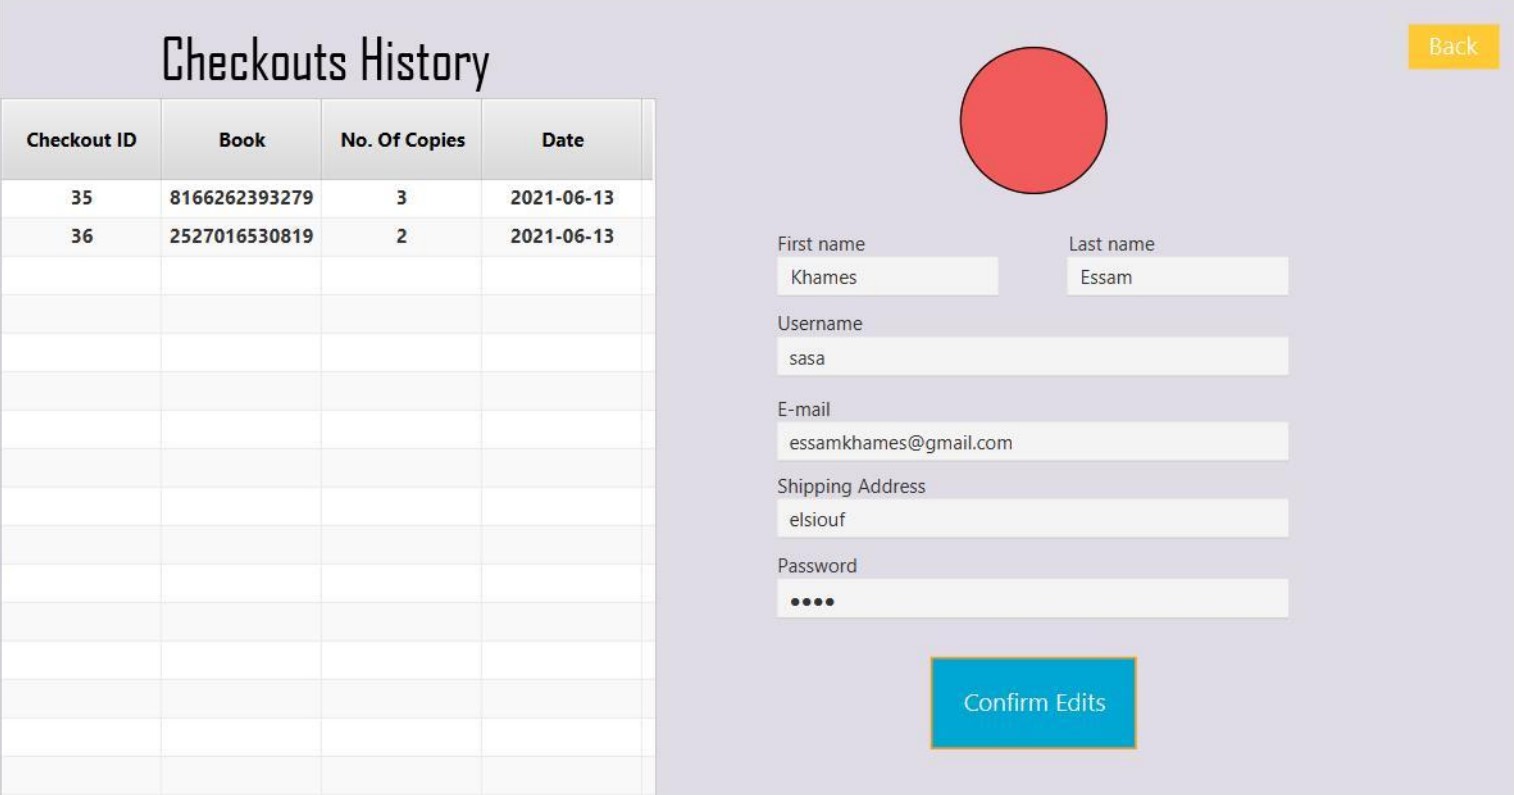 Checkouts History
Back
Checkout ID Book No. Of Copies Date
35 8166262393279 3 2021-06-13
36 2527016530819 2 2021-06-13
First name Last name
Khames Essam
Username
sasa
E-mail
essamkhames@gmail.com
Shipping Address
elsiouf
Password
••••
Confirm Edits